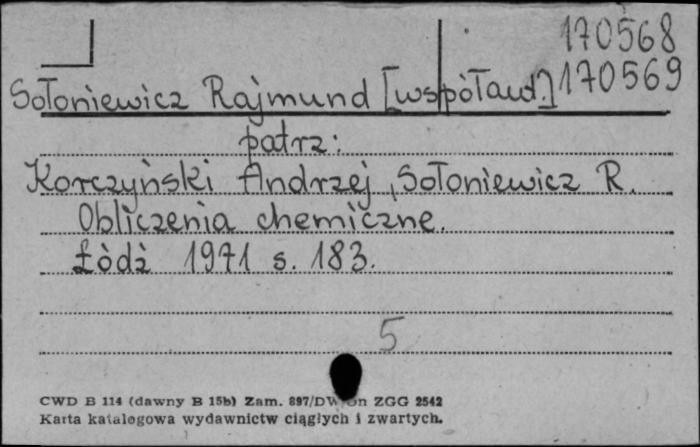 170568
Sołoniewicz Rajmund [współaut.] 170569
patrz:
Korczyński Andrzej, Sołoniewicz R.
Obliczenia chemiczne.
Łódź 1971 s. 183.
5
CWD B 114 (dawny B 15b) Zam. 897/DW ZGG 2542
Karta katalogowa wydawnictw ciągłych i zwartych.